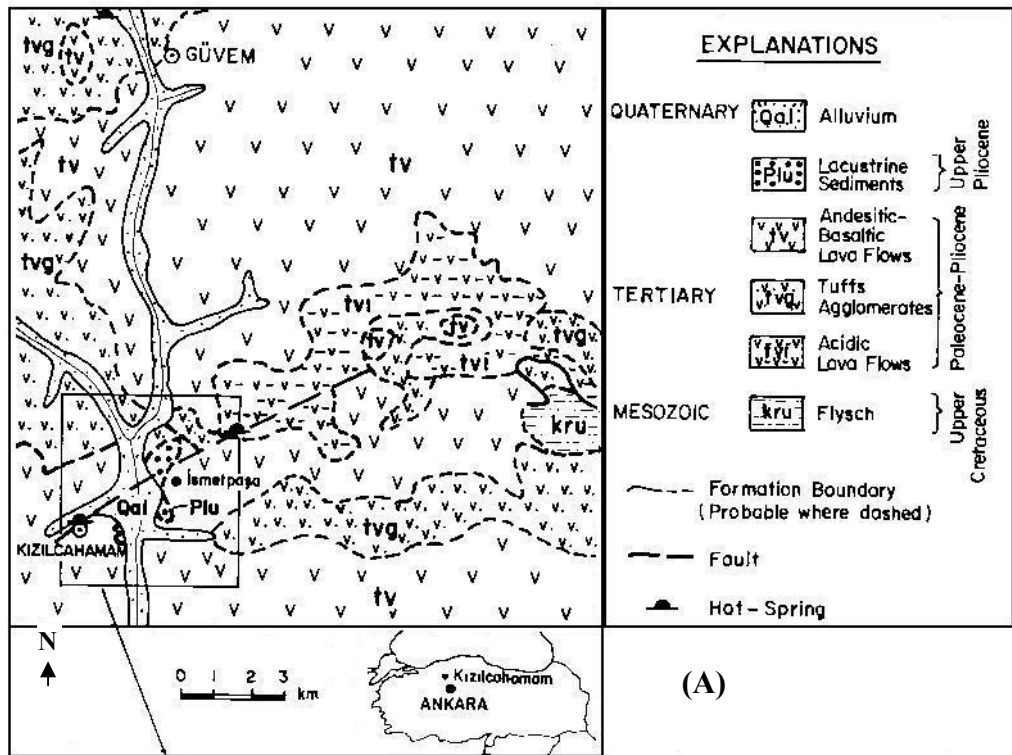 tvg
tv
GÜVEM
tv
tv
tvg
tvi
tv?
tv
tvg
tvi
kru
İsmetpaşa
Qal
Plu
KIZILCAHAMAM
tvg
tv
EXPLANATIONS
QUATERNARY
Qal
Alluvium
Plu
Lacustrine
Sediments
Upper
Pliocene
tv
Andesitic-
Basaltic
Lava Flows
TERTIARY
tvg
Tuffs
Agglomerates
tvi
Acidic
Lava Flows
Paleocene-Pliocene
MESOZOIC
kru
Flysch
Upper
Cretaceous
Formation Boundary
(Probable where dashed)
Fault
Hot-Spring
N
0 1 2 3
km
Kızılcahamam
ANKARA
(A)